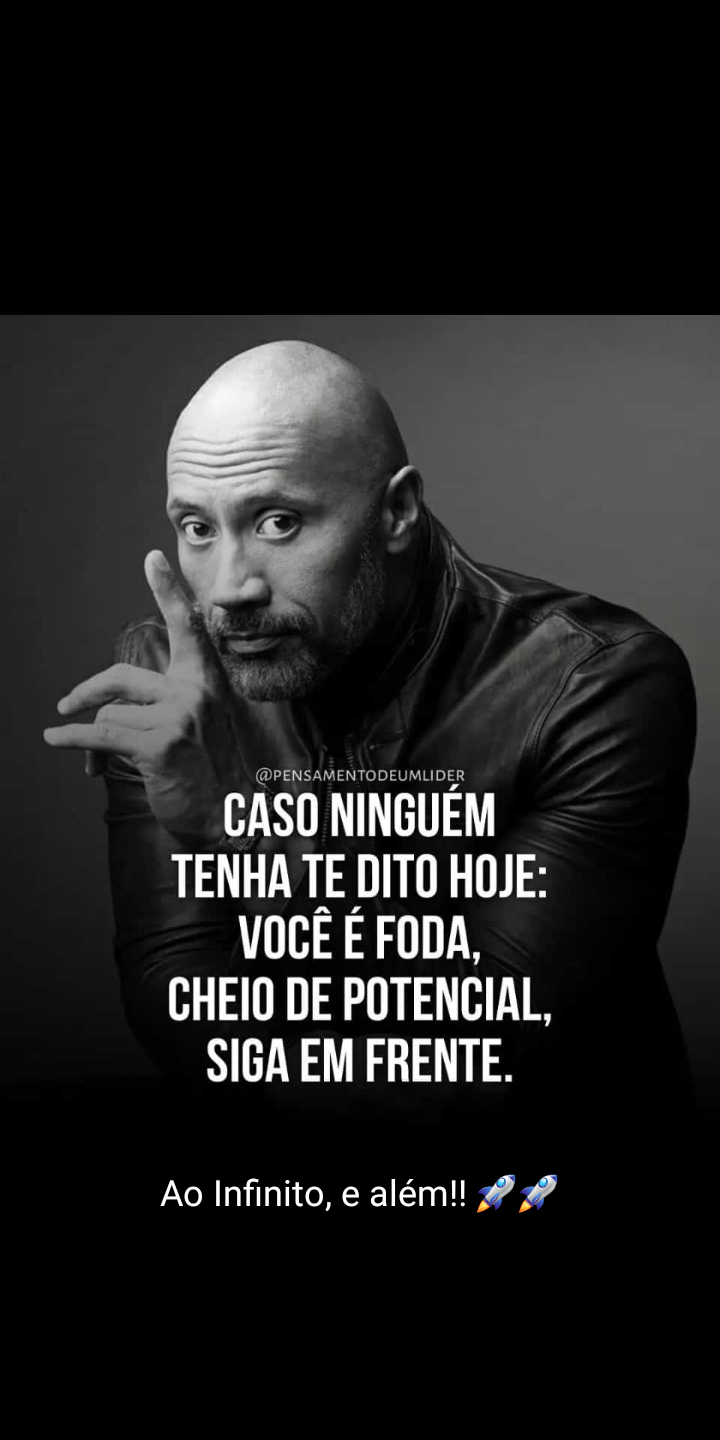 @PENSAMENTODEUMLIDER
CASO NINGUÉM
TENHA TE DITO HOJE:
VOCÊ É FODA,
CHEIO DE POTENCIAL,
SIGA EM FRENTE.
Ao Infinito, e além!! 🚀🚀